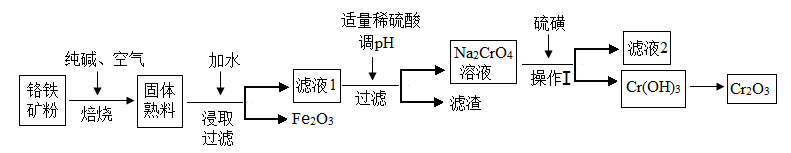 纯碱、空气
铬铁
矿粉
焙烧
固体
熟料
加水
浸取
过滤
滤液1
Fe₂O₃
适量稀硫酸
调pH
过滤
Na₂CrO₄
溶液
滤渣
硫磺
操作Ⅰ
滤液2
Cr(OH)₃
Cr₂O₃